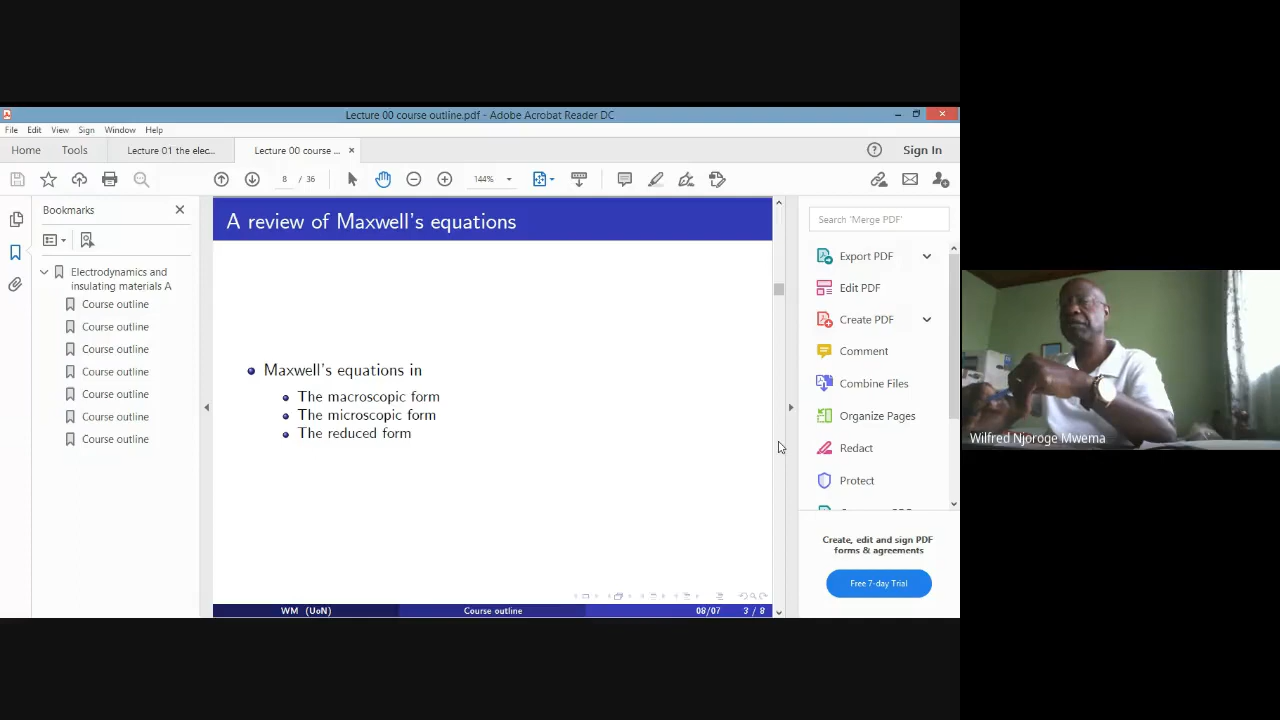 Lecture 00 course outline.pdf - Adobe Acrobat Reader DC
File Edit View Sign Window Help
Home Tools Lecture 01 the elec... Lecture 00 course ... Sign In
8 / 36 144%
Bookmarks
Electrodynamics and
insulating materials A
Course outline
Course outline
Course outline
Course outline
Course outline
Course outline
Course outline
A review of Maxwell's equations
Maxwell's equations in
The macroscopic form
The microscopic form
The reduced form
WM (UoN) Course outline 08/07 3 / 8
Search 'Merge PDF'
Export PDF
Edit PDF
Create PDF
Comment
Combine Files
Organize Pages
Redact
Protect
Create, edit and sign PDF
forms & agreements
Free 7-day Trial
Wilfred Njoroge Mwema